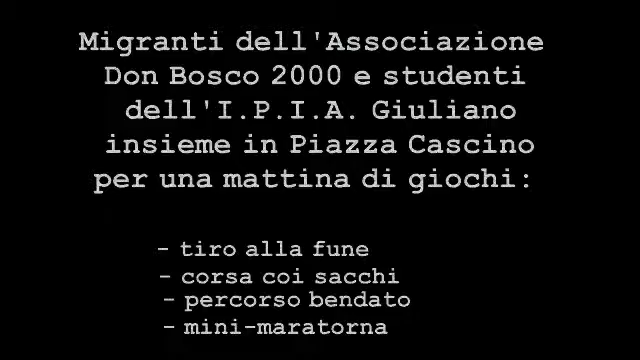 Migranti dell'Associazione
Don Bosco 2000 e studenti
dell'I.P.I.A. Giuliano
insieme in Piazza Cascino
per una mattina di giochi:
- tiro alla fune
- corsa coi sacchi
- percorso bendato
- mini-maratorna